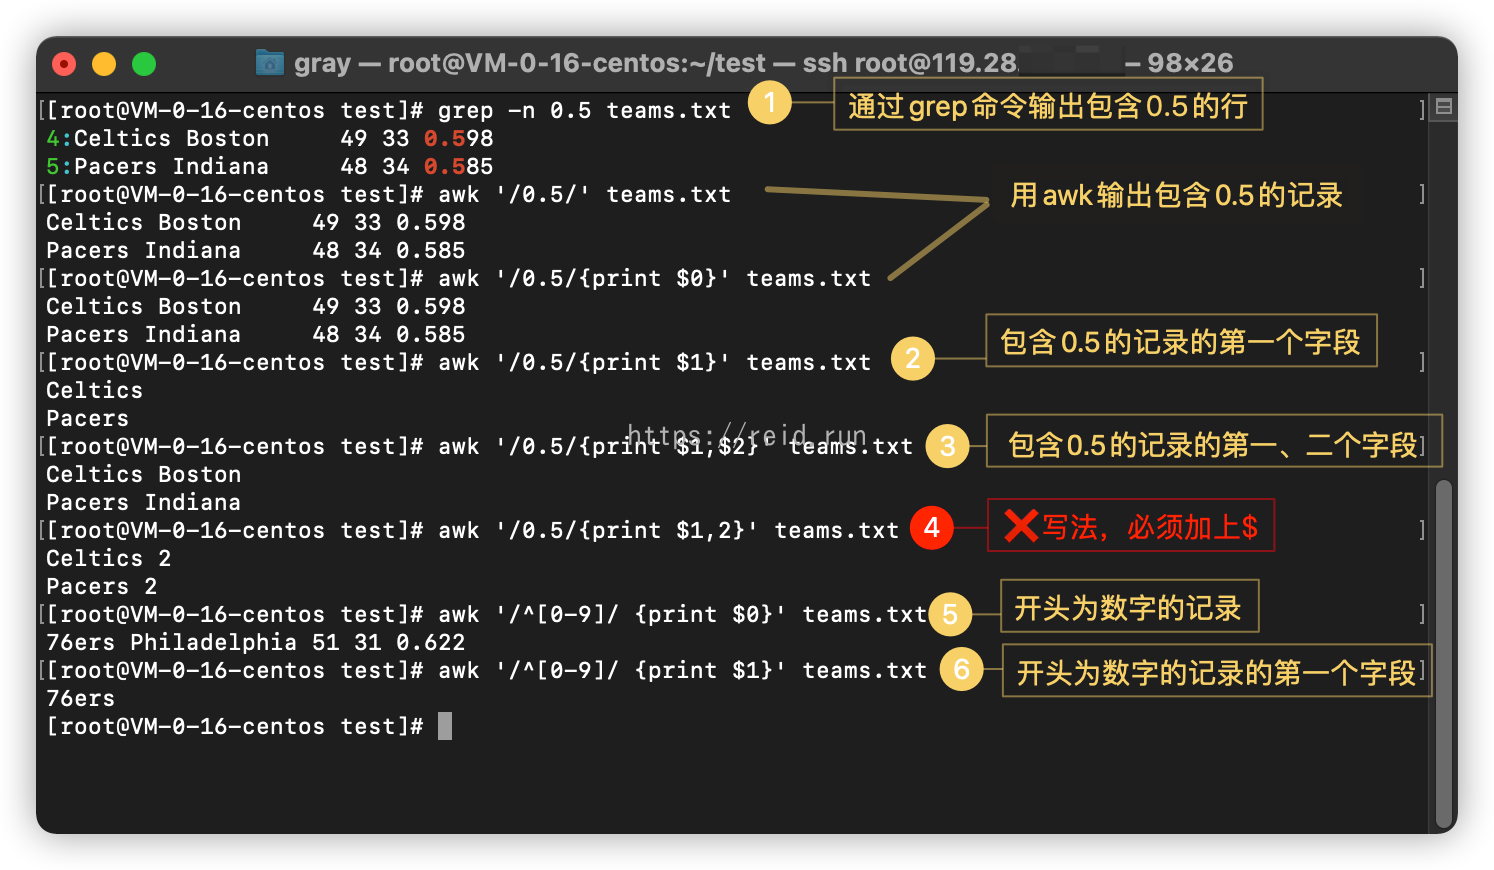 gray — root@VM-0-16-centos:~/test — ssh root@119.28. — 98×26
[[root@VM-0-16-centos test]# grep -n 0.5 teams.txt ]
1 通过grep命令输出包含0.5的行
4:Celtics Boston     49 33 0.598
5:Pacers Indiana     48 34 0.585
[[root@VM-0-16-centos test]# awk '/0.5/' teams.txt ]
用awk输出包含0.5的记录
Celtics Boston     49 33 0.598
Pacers Indiana     48 34 0.585
[[root@VM-0-16-centos test]# awk '/0.5/{print $0}' teams.txt ]
Celtics Boston     49 33 0.598
Pacers Indiana     48 34 0.585
[[root@VM-0-16-centos test]# awk '/0.5/{print $1}' teams.txt ]
2 包含0.5的记录的第一个字段
Celtics
Pacers
https://reid.run
[[root@VM-0-16-centos test]# awk '/0.5/{print $1,$2}' teams.txt ]
3 包含0.5的记录的第一、二个字段
Celtics Boston
Pacers Indiana
[[root@VM-0-16-centos test]# awk '/0.5/{print $1,2}' teams.txt ]
4 ❌写法，必须加上$
Celtics 2
Pacers 2
[[root@VM-0-16-centos test]# awk '/^[0-9]/ {print $0}' teams.txt ]
5 开头为数字的记录
76ers Philadelphia 51 31 0.622
[[root@VM-0-16-centos test]# awk '/^[0-9]/ {print $1}' teams.txt ]
6 开头为数字的记录的第一个字段
76ers
[root@VM-0-16-centos test]#